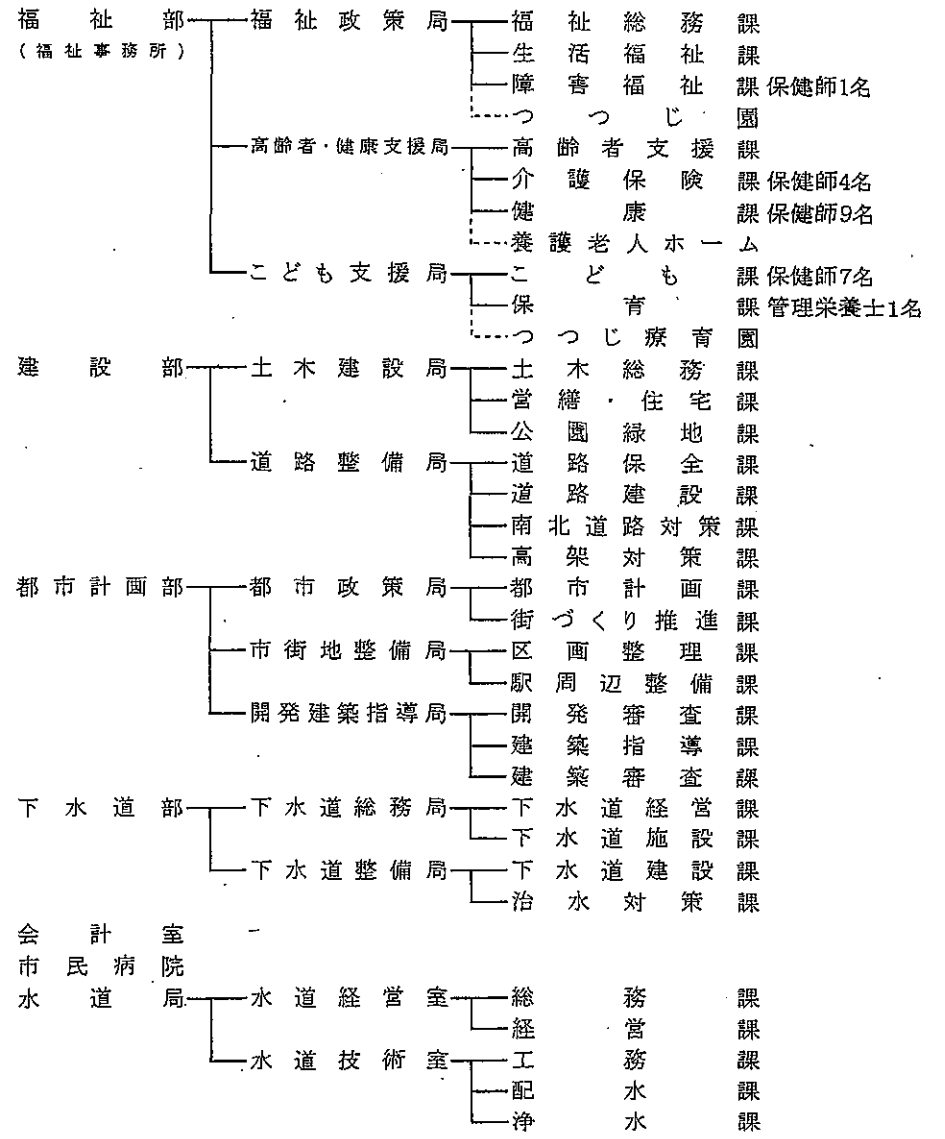 福祉部 福祉政策局 福祉総務課
(福祉事務所) 生活福祉課
障害福祉課 保健師1名
つつじ園
高齢者・健康支援局 高齢者支援課
介護保険課 保健師4名
健康課 保健師9名
養護老人ホーム
こども支援局 こども課 保健師7名
保育課 管理栄養士1名
つつじ療育園
建設部 土木建設局 土木総務課
営繕・住宅課
公園緑地課
道路整備局 道路保全課
道路建設課
南北道路対策課
高架対策課
都市計画部 都市政策局 都市計画課
街づくり推進課
市街地整備局 区画整理課
駅周辺整備課
開発建築指導局 開発審査課
建築指導課
建築審査課
下水道部 下水道総務局 下水道経営課
下水道施設課
下水道整備局 下水道建設課
治水対策課
会計室
市民病院
水道局 水道経営室 総務課
経営課
水道技術室 工務課
配水課
浄水課